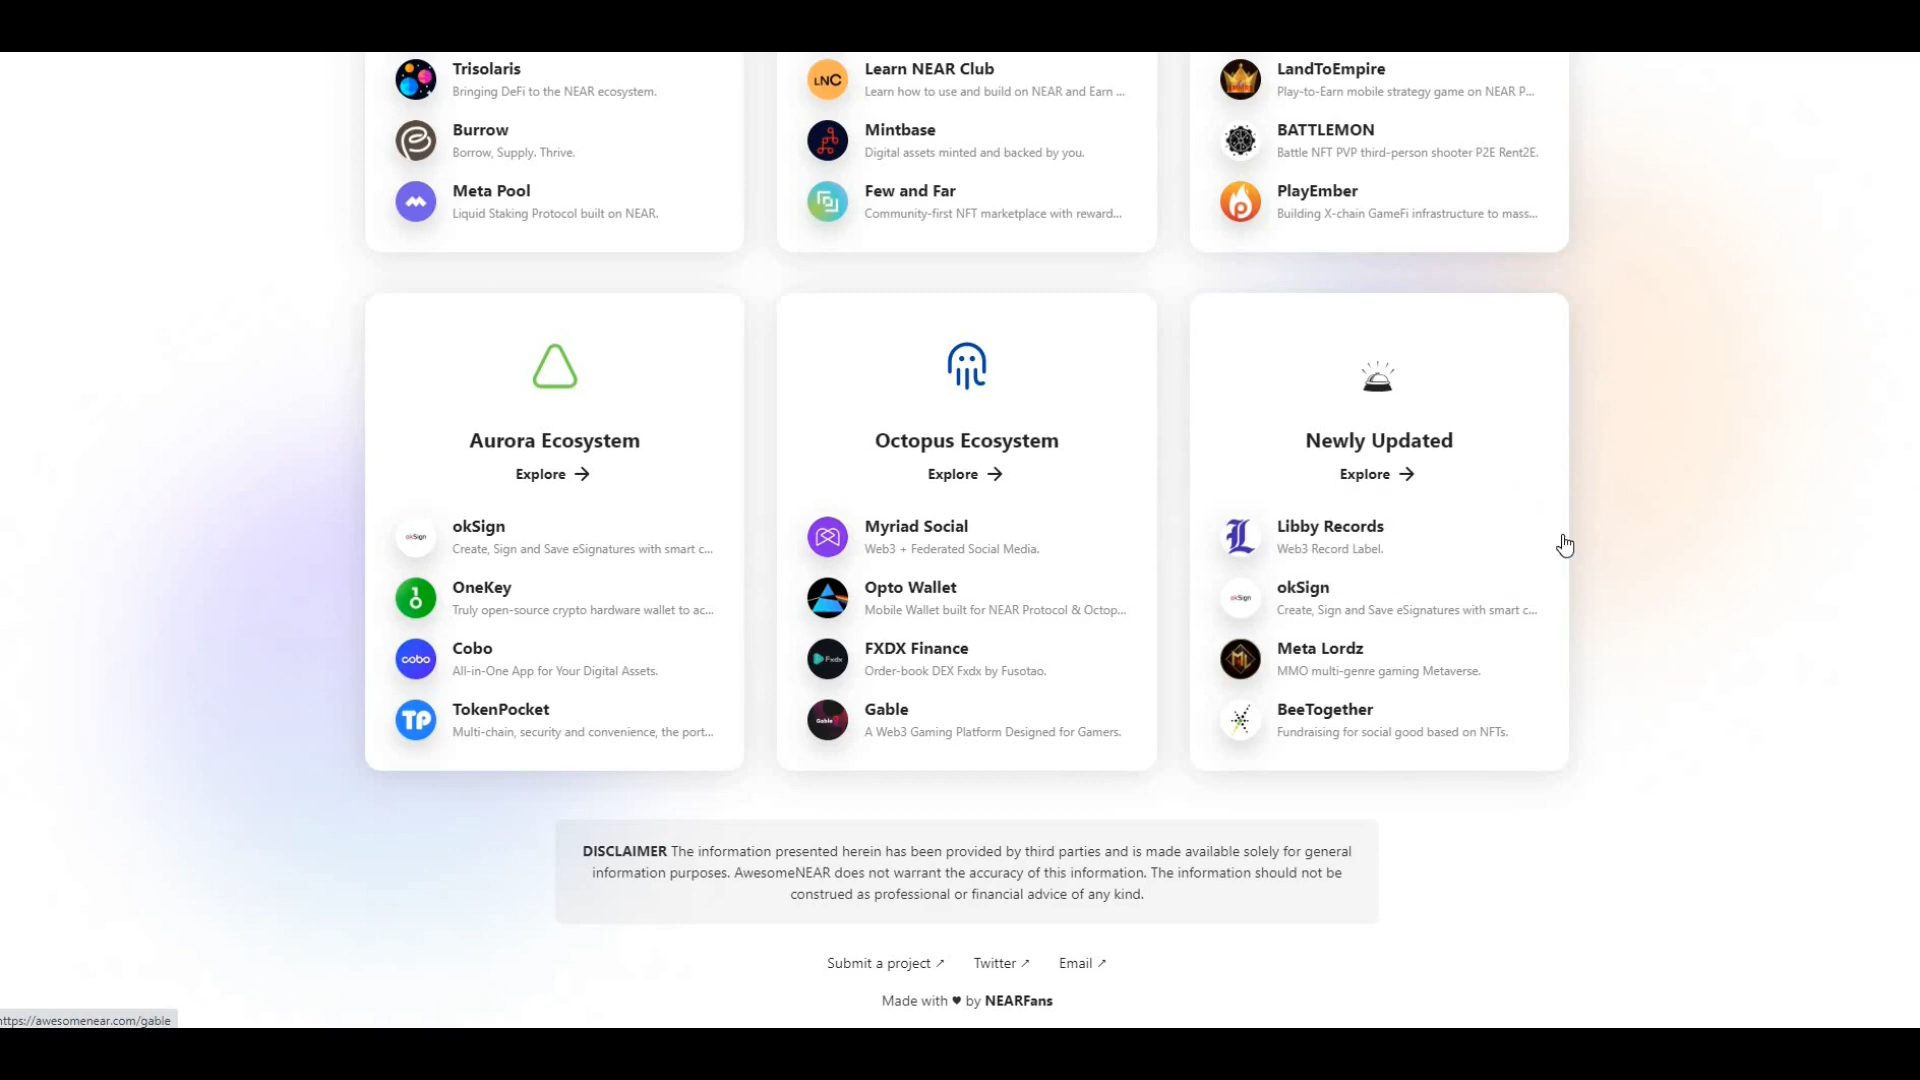 Trisolaris
Bringing DeFi to the NEAR ecosystem.
Burrow
Borrow, Supply. Thrive.
Meta Pool
Liquid Staking Protocol built on NEAR.
LNC
Learn NEAR Club
Learn how to use and build on NEAR and Earn ...
Mintbase
Digital assets minted and backed by you.
Few and Far
Community-first NFT marketplace with reward...
LandToEmpire
Play-to-Earn mobile strategy game on NEAR P...
BATTLEMON
Battle NFT PVP third-person shooter P2E Rent2E.
PlayEmber
Building X-chain GameFi infrastructure to mass...
Aurora Ecosystem
Explore →
okSign
okSign
Create, Sign and Save eSignatures with smart c...
OneKey
Truly open-source crypto hardware wallet to ac...
cobo
Cobo
All-in-One App for Your Digital Assets.
TP
TokenPocket
Multi-chain, security and convenience, the port...
Octopus Ecosystem
Explore →
Myriad Social
Web3 + Federated Social Media.
Opto Wallet
Mobile Wallet built for NEAR Protocol & Octop...
Fxdx
FXDX Finance
Order-book DEX Fxdx by Fusotao.
Gable
Gable
A Web3 Gaming Platform Designed for Gamers.
Newly Updated
Explore →
L
Libby Records
Web3 Record Label.
okSign
okSign
Create, Sign and Save eSignatures with smart c...
ML
Meta Lordz
MMO multi-genre gaming Metaverse.
BeeTogether
Fundraising for social good based on NFTs.
DISCLAIMER The information presented herein has been provided by third parties and is made available solely for general
information purposes. AwesomeNEAR does not warrant the accuracy of this information. The information should not be
construed as professional or financial advice of any kind.
Submit a project ↗ Twitter ↗ Email ↗
Made with ♥ by NEARFans
https://awesomenear.com/gable